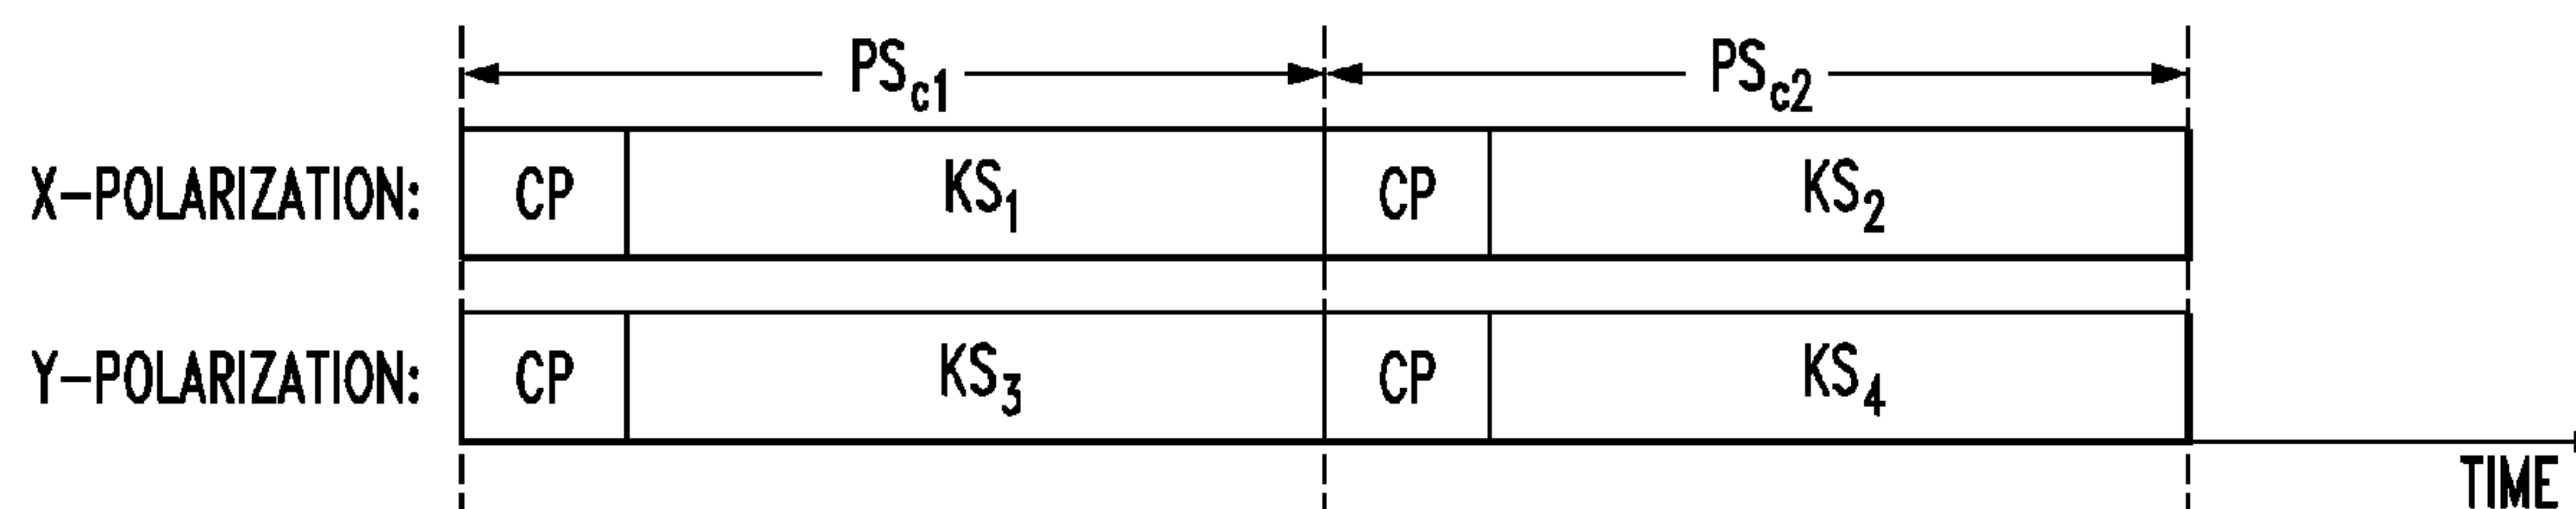 PSc1 PSc2
X-POLARIZATION: CP KS1 CP KS2
Y-POLARIZATION: CP KS3 CP KS4
TIME